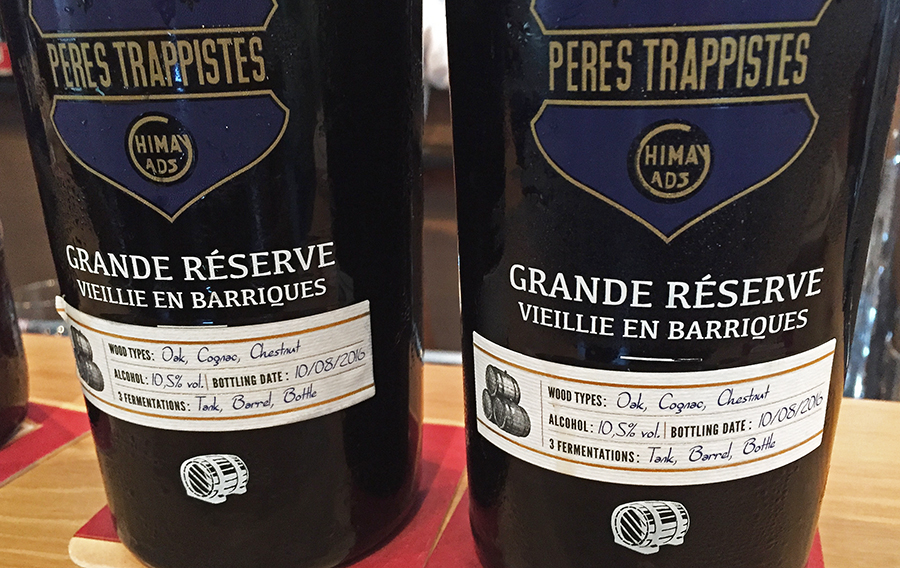 PERES TRAPPISTES
CHIMAY
ADS
GRANDE RÉSERVE
VIEILLIE EN BARRIQUES
WOOD TYPES: Oak, Cognac, Chestnut
ALCOHOL: 10,5% vol. BOTTLING DATE: 10/08/2016
3 FERMENTATIONS: Tank, Barrel, Bottle
PERES TRAPPISTES
CHIMAY
ADS
GRANDE RÉSERVE
VIEILLIE EN BARRIQUES
WOOD TYPES: Oak, Cognac, Chestnut
ALCOHOL: 10,5% vol. BOTTLING DATE: 10/08/2016
3 FERMENTATIONS: Tank, Barrel, Bottle